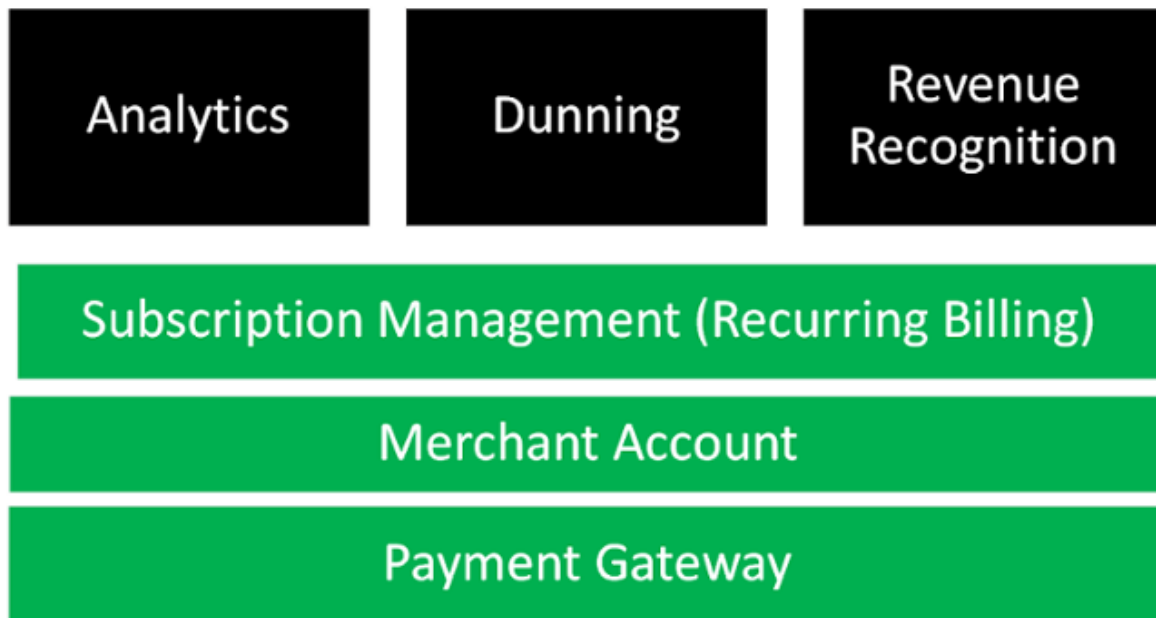 Analytics
Dunning
Revenue
Recognition
Subscription Management (Recurring Billing)
Merchant Account
Payment Gateway